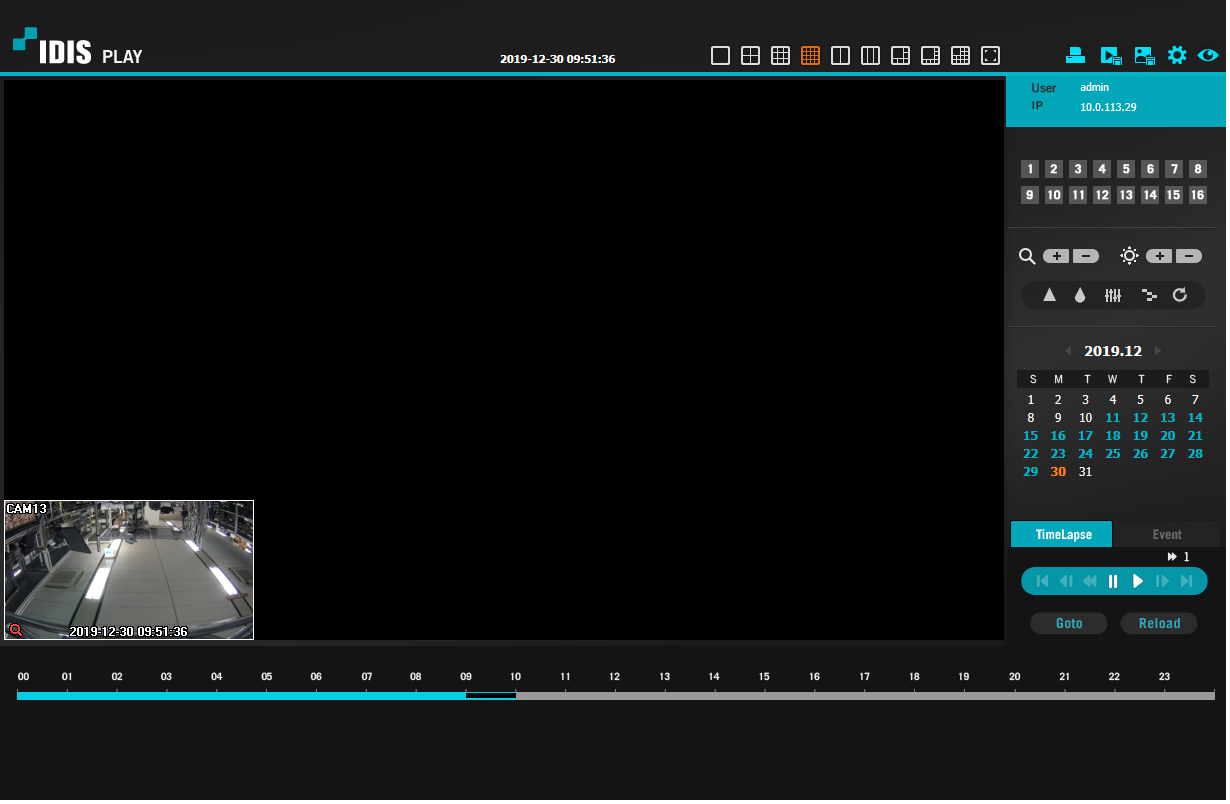 IDIS PLAY
2019-12-30 09:51:36
User admin
IP 10.0.113.29
1 2 3 4 5 6 7 8
9 10 11 12 13 14 15 16
2019.12
S M T W T F S
1 2 3 4 5 6 7
8 9 10 11 12 13 14
15 16 17 18 19 20 21
22 23 24 25 26 27 28
29 30 31
CAM13
2019-12-30 09:51:36
TimeLapse Event
1
Goto Reload
00 01 02 03 04 05 06 07 08 09 10 11 12 13 14 15 16 17 18 19 20 21 22 23